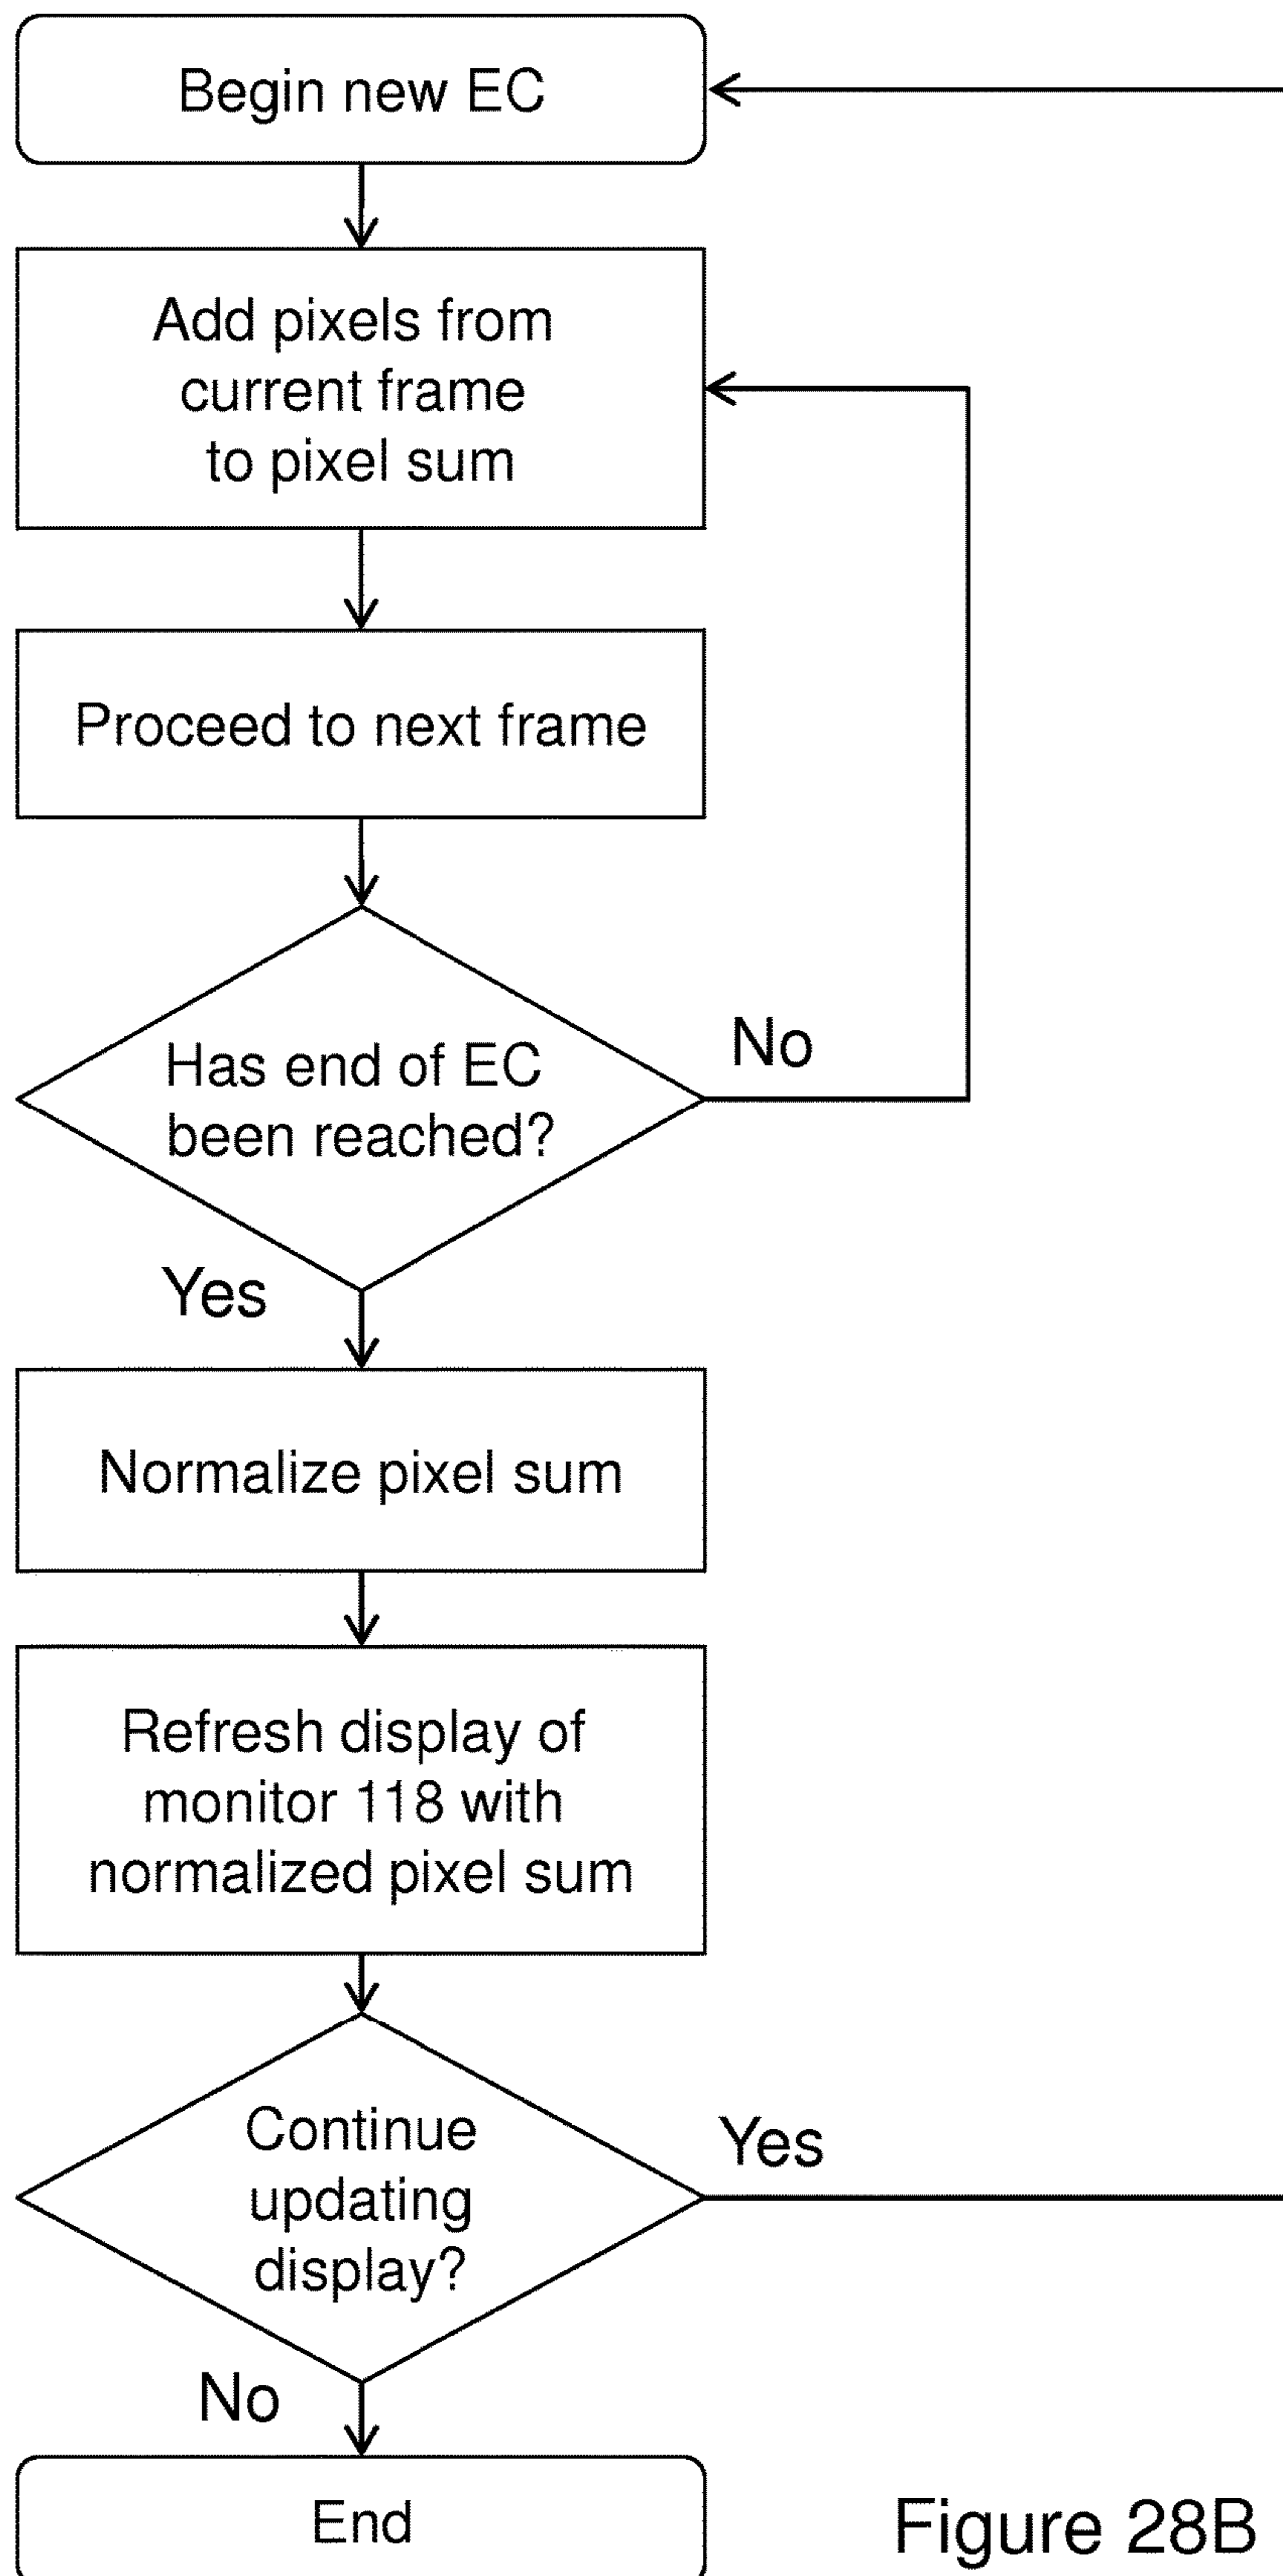 Begin new EC
Add pixels from
current frame
to pixel sum
Proceed to next frame
Has end of EC
been reached?
No
Yes
Normalize pixel sum
Refresh display of
monitor 118 with
normalized pixel sum
Continue
updating
display?
Yes
No
End
Figure 28B